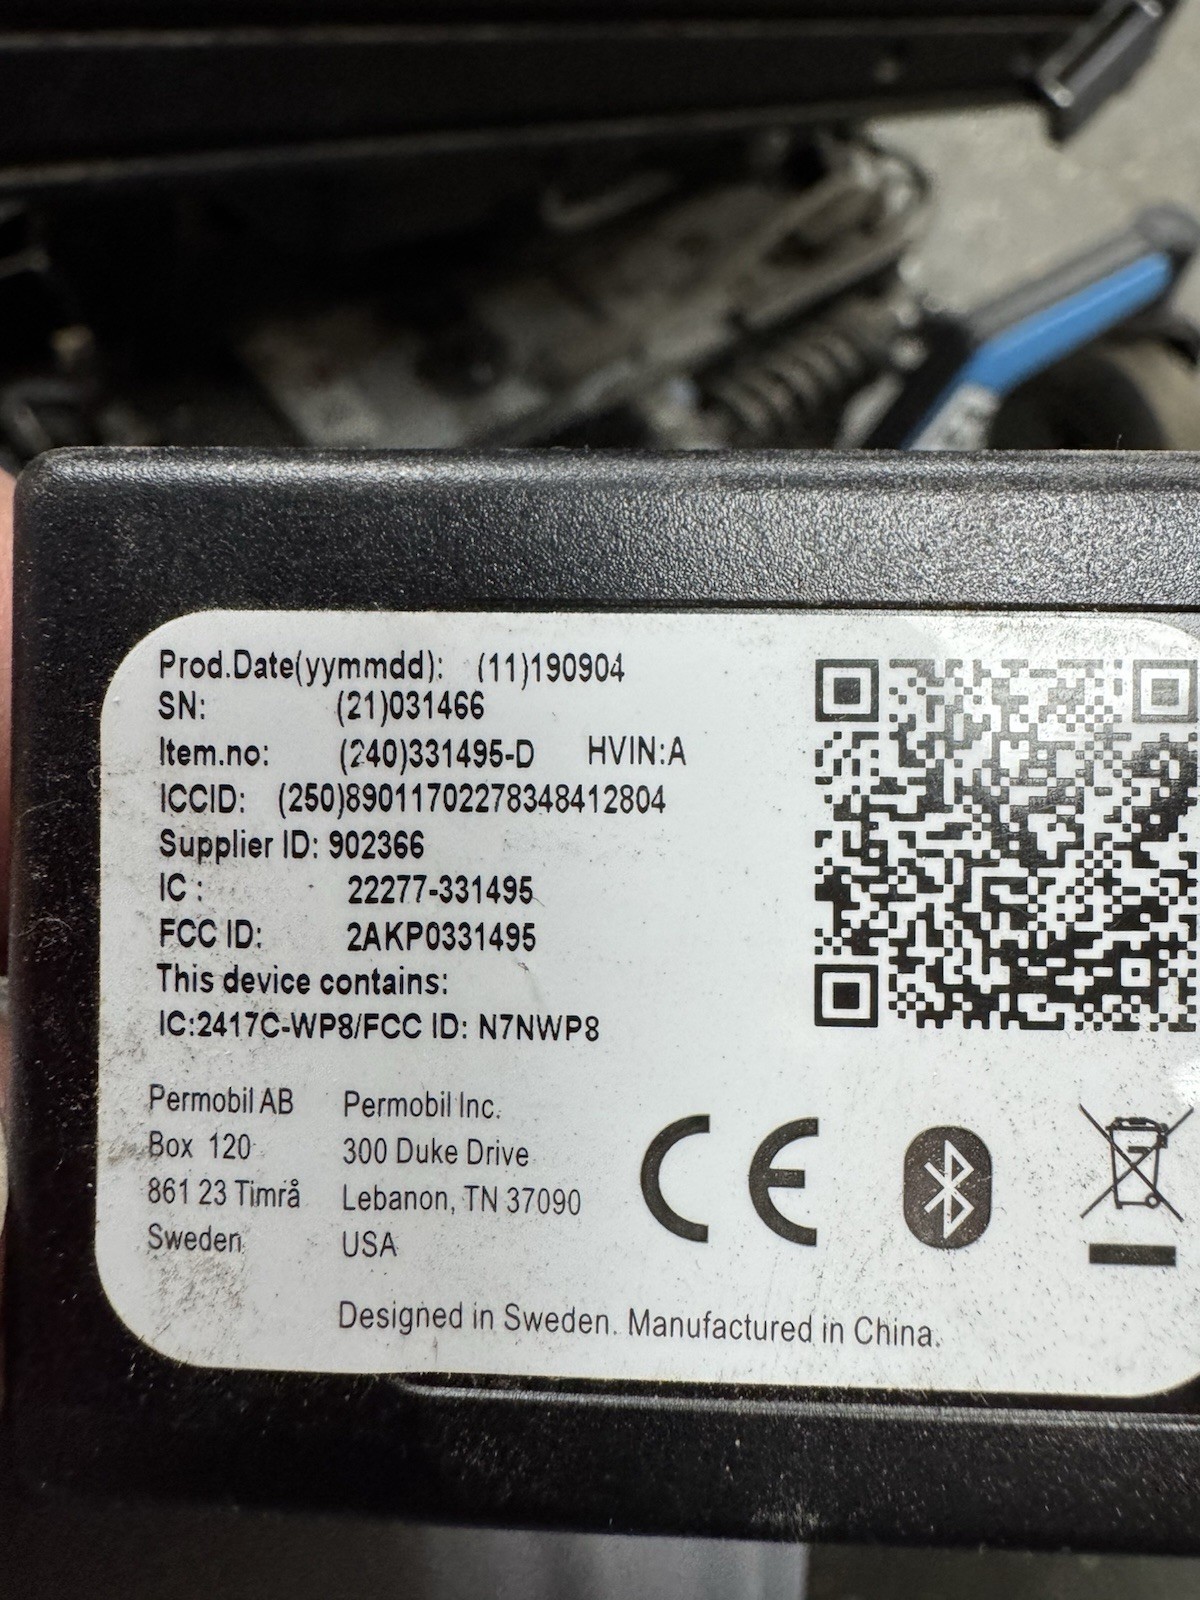 Prod.Date(yymmdd): (11)190904
SN: (21)031466
Item.no: (240)331495-D HVIN:A
ICCID: (250)89011702278348412804
Supplier ID: 902366
IC : 22277-331495
FCC ID: 2AKP0331495
This device contains:
IC:2417C-WP8/FCC ID: N7NWP8
Permobil AB
Box 120
861 23 Timrå
Sweden
Permobil Inc.
300 Duke Drive
Lebanon, TN 37090
USA
CE
Designed in Sweden. Manufactured in China.